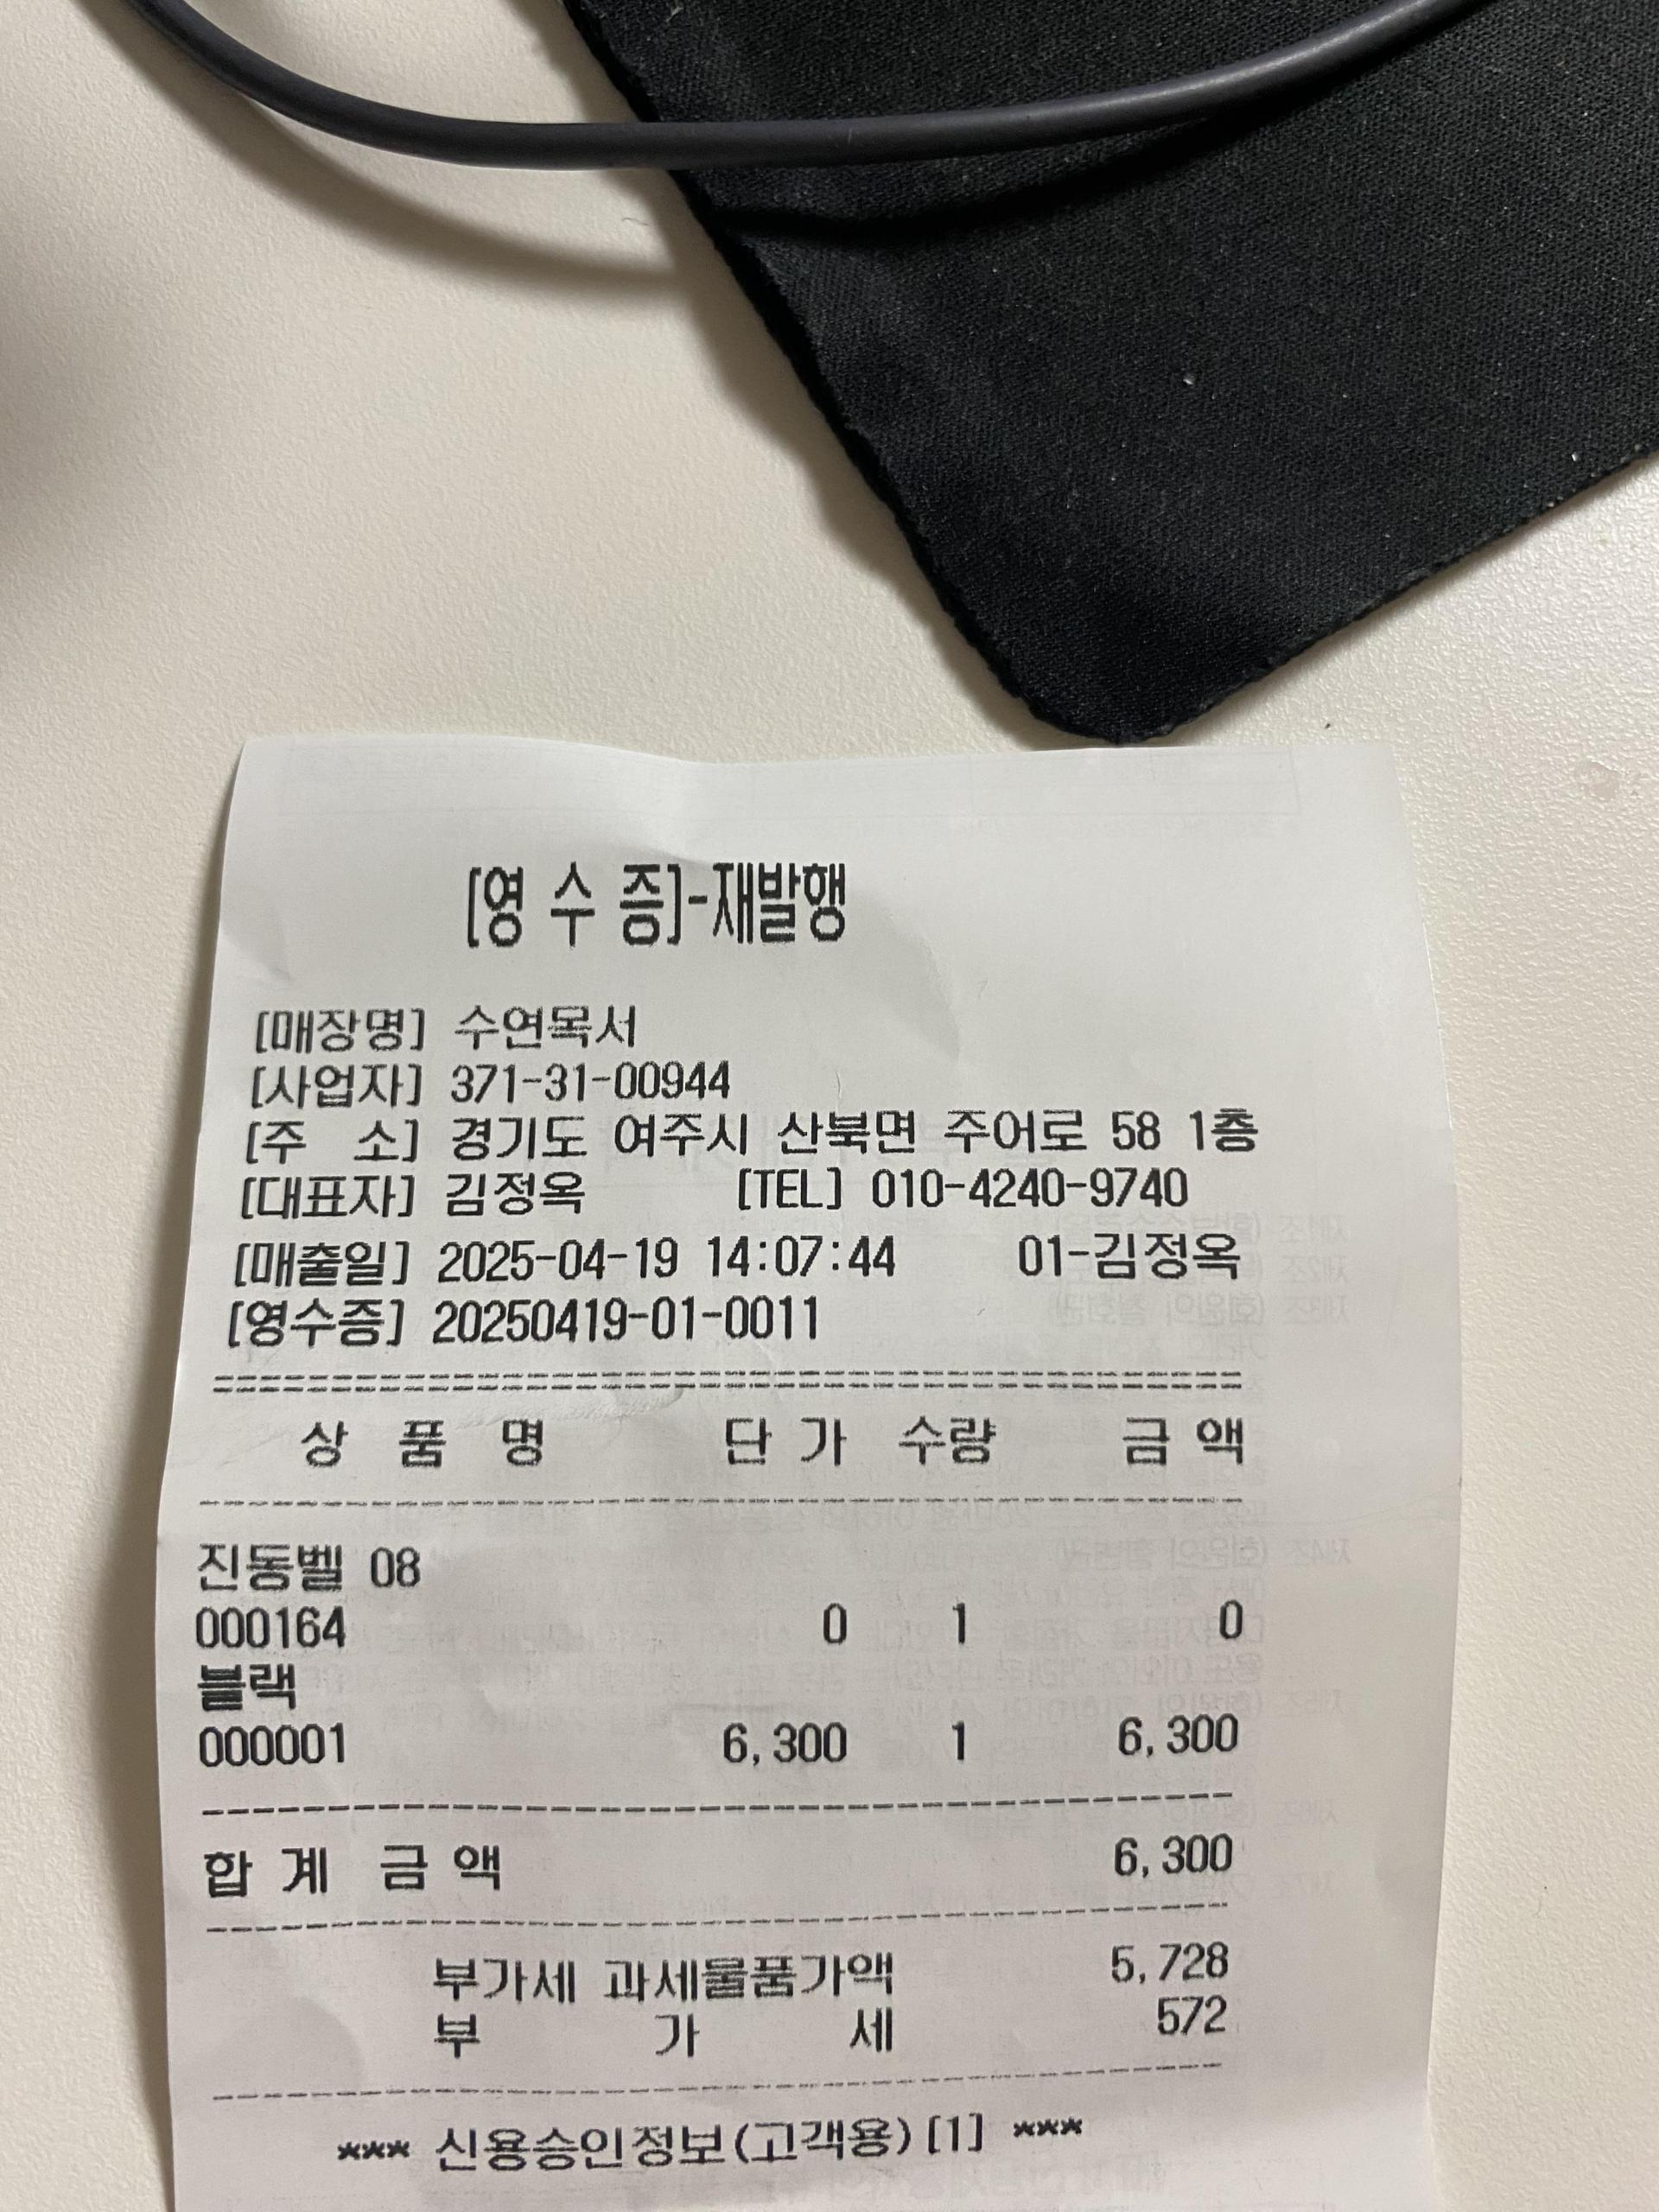 [영 수 증]-재발행
[매장명] 수연목서
[사업자] 371-31-00944
[주 소] 경기도 여주시 산북면 주어로 58 1층
[대표자] 김정옥 [TEL] 010-4240-9740
[매출일] 2025-04-19 14:07:44 01-김정옥
[영수증] 20250419-01-0011
상 품 명 단 가 수량 금 액
진동벨 08
000164 0 1 0
블랙
000001 6,300 1 6,300
합 계 금 액 6,300
부가세 과세물품가액 5,728
부 가 세 572
*** 신용승인정보(고객용)[1] ***